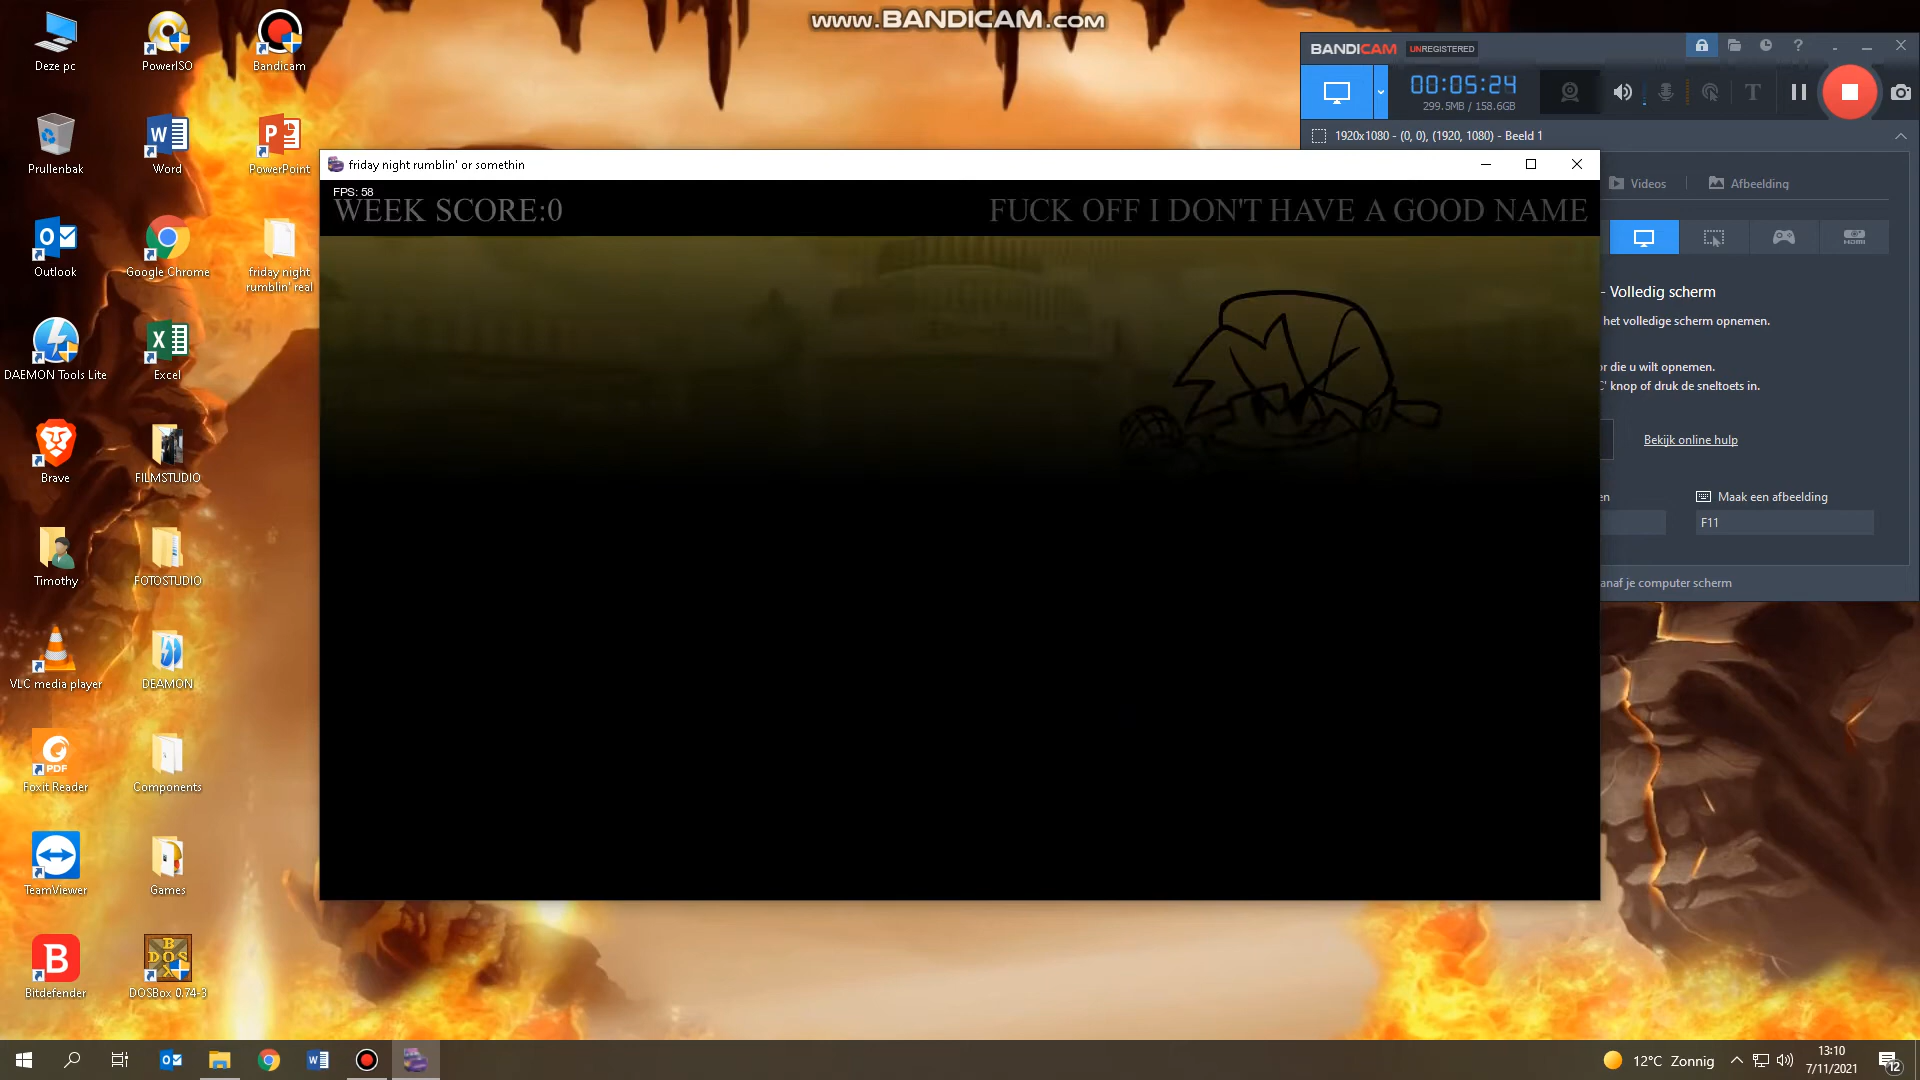 www.BANDICAM.com
Deze pc
PowerISO
Bandicam
Prullenbak
Word
PowerPoint
Outlook
Google Chrome
friday night
rumblin' real
DAEMON Tools Lite
Excel
Brave
FILMSTUDIO
Timothy
FOTOSTUDIO
VLC media player
DEAMON
PDF
Foxit Reader
Components
TeamViewer
Games
Bitdefender
DOSBox 0.74-3
BANDICAM UNREGISTERED
00:05:24
299.5MB / 158.6GB
1920x1080 - (0, 0), (1920, 1080) - Beeld 1
Videos
Afbeelding
HDMI
- Volledig scherm
het volledige scherm opnemen.
or die u wilt opnemen.
C' knop of druk de sneltoets in.
Bekijk online hulp
en
Maak een afbeelding
F11
anaf je computer scherm
friday night rumblin' or somethin
FPS: 58
WEEK SCORE:0
FUCK OFF I DON'T HAVE A GOOD NAME
12°C Zonnig
13:10
7/11/2021
12